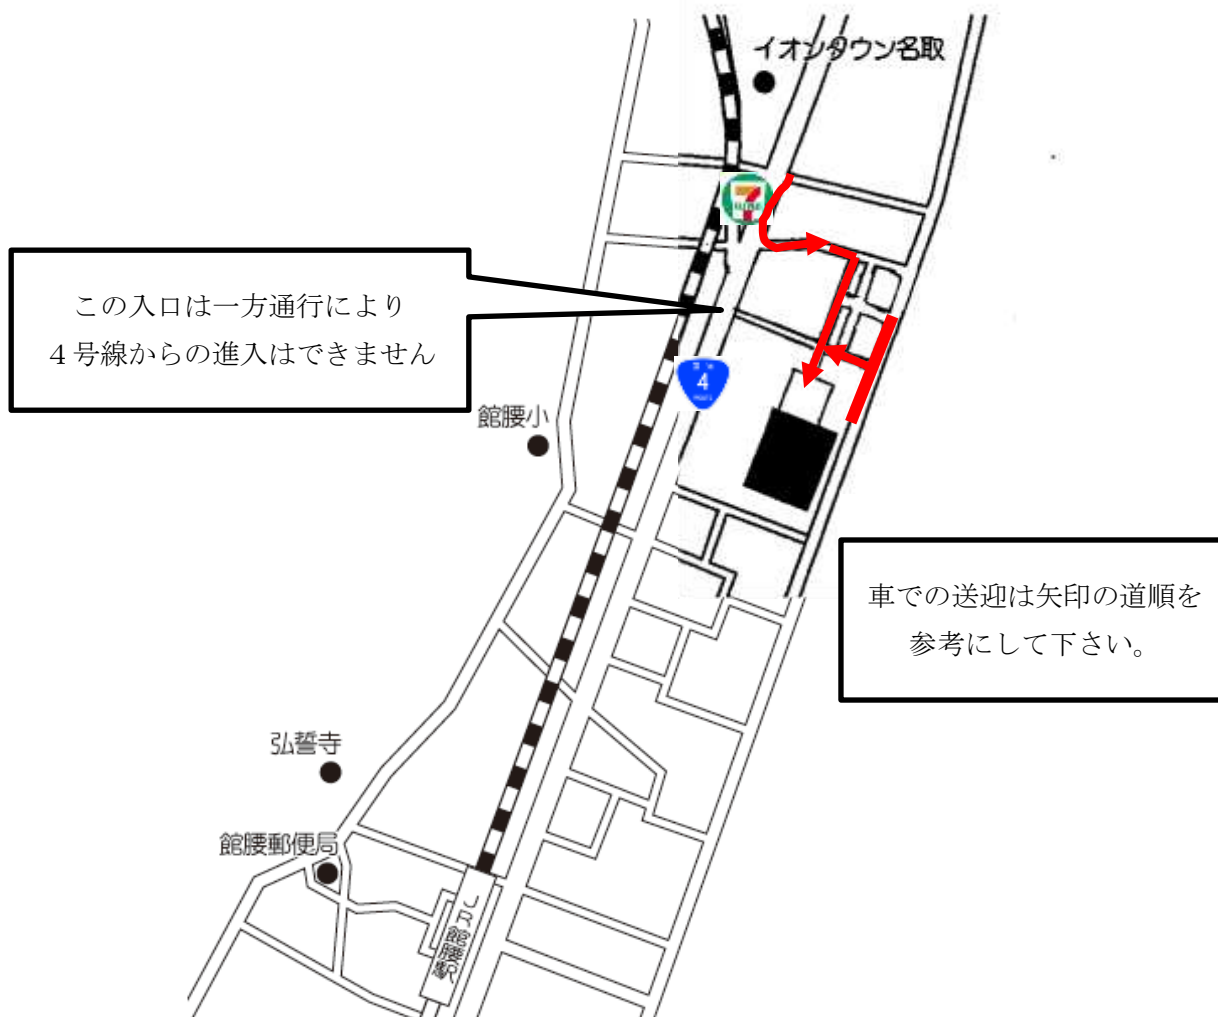 イオンタウン名取
この入口は一方通行により
４号線からの進入はできません
4
館腰小
車での送迎は矢印の道順を
参考にして下さい。
弘誓寺
館腰郵便局
JR館腰駅